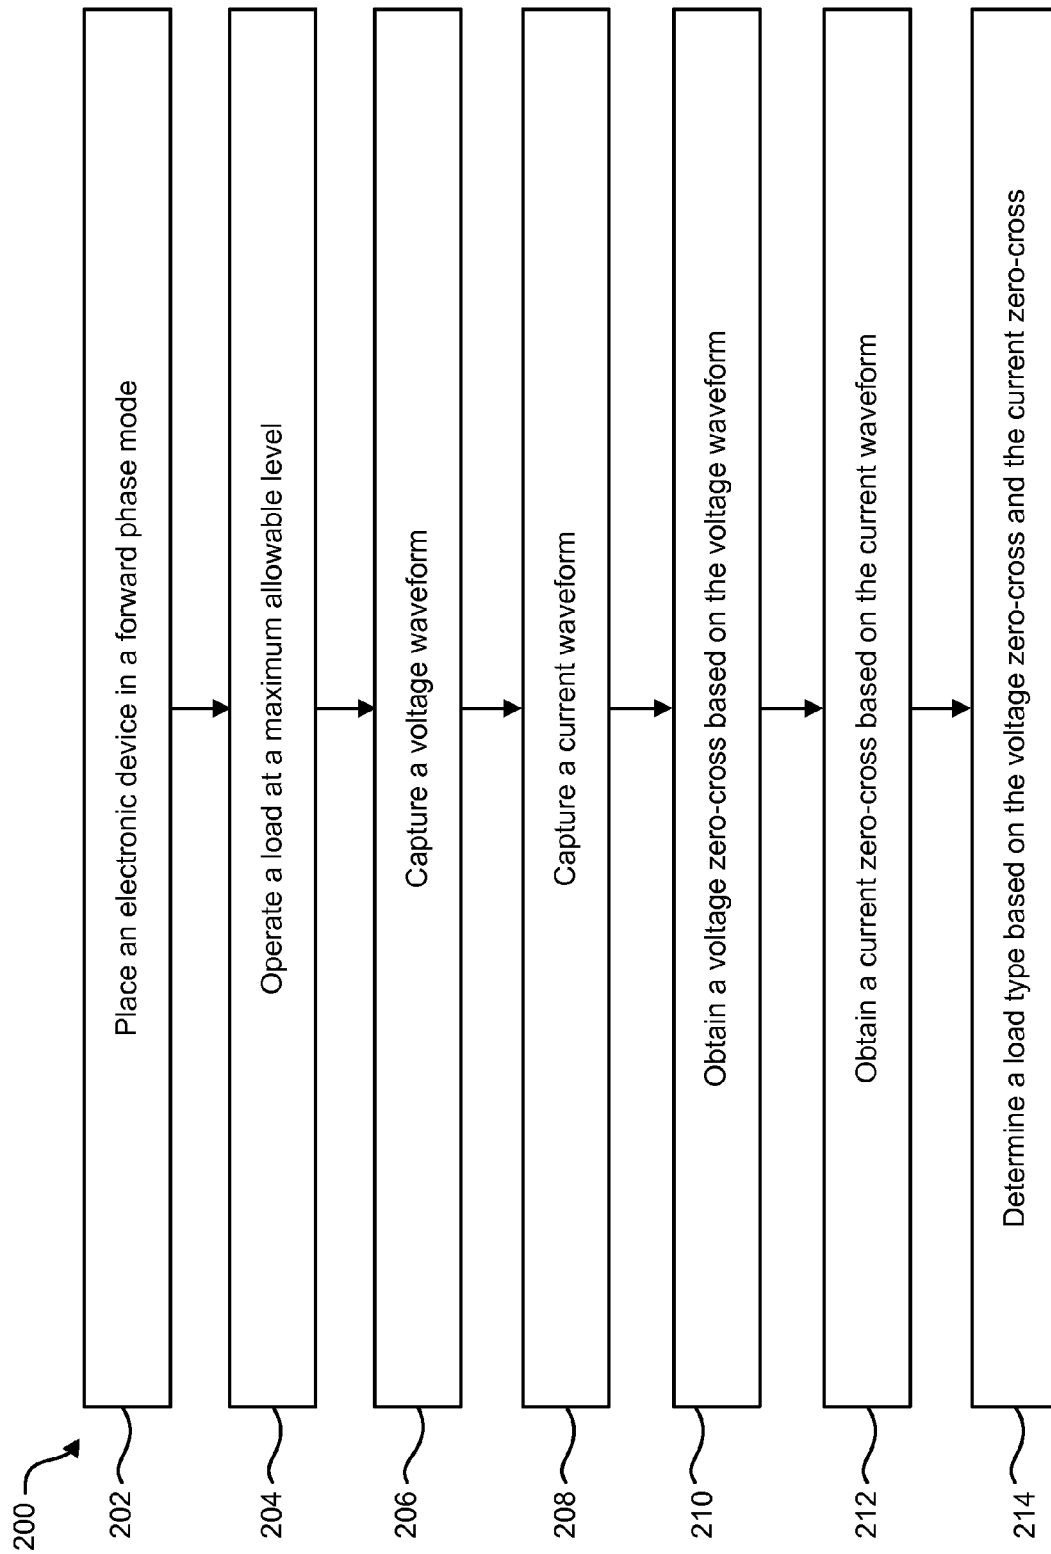 200
202
Place an electronic device in a forward phase mode
204
Operate a load at a maximum allowable level
206
Capture a voltage waveform
208
Capture a current waveform
210
Obtain a voltage zero-cross based on the voltage waveform
212
Obtain a current zero-cross based on the current waveform
214
Determine a load type based on the voltage zero-cross and the current zero-cross